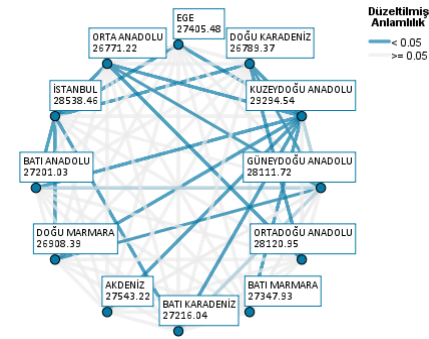 Düzeltilmiş
Anlamlılık
< 0.05
>= 0.05
EGE
27405.48
ORTA ANADOLU
26771.22
DOĞU KARADENİZ
26789.37
İSTANBUL
28538.46
KUZEYDOĞU ANADOLU
29294.54
BATI ANADOLU
27201.03
GÜNEYDOĞU ANADOLU
28111.72
DOĞU MARMARA
26908.39
ORTADOĞU ANADOLU
28120.95
AKDENİZ
27543.22
BATI MARMARA
27347.93
BATI KARADENİZ
27216.04